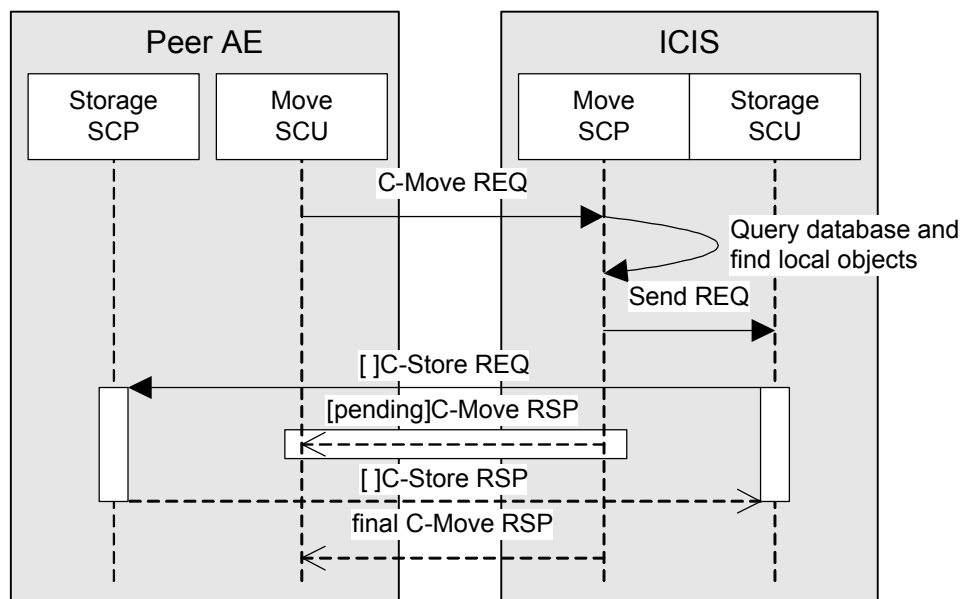 Peer AE
ICIS
Storage
SCP
Move
SCU
Move
SCP
Storage
SCU
C-Move REQ
Query database and
find local objects
Send REQ
[ ]C-Store REQ
[pending]C-Move RSP
[ ]C-Store RSP
final C-Move RSP